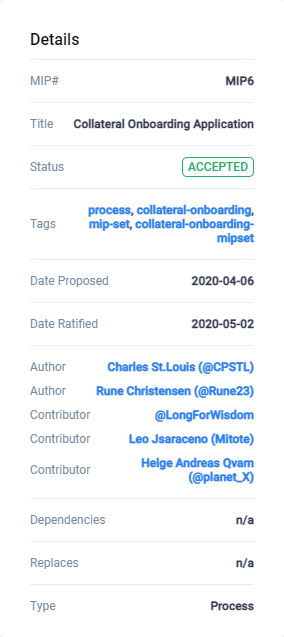 Details
MIP# MIP6
Title Collateral Onboarding Application
Status ACCEPTED
Tags process, collateral-onboarding,
mip-set, collateral-onboarding-
mipset
Date Proposed 2020-04-06
Date Ratified 2020-05-02
Author Charles St.Louis (@CPSTL)
Author Rune Christensen (@Rune23)
Contributor @LongForWisdom
Contributor Leo Jsaraceno (Mitote)
Contributor Helge Andreas Qvam
(@planet_X)
Dependencies n/a
Replaces n/a
Type Process